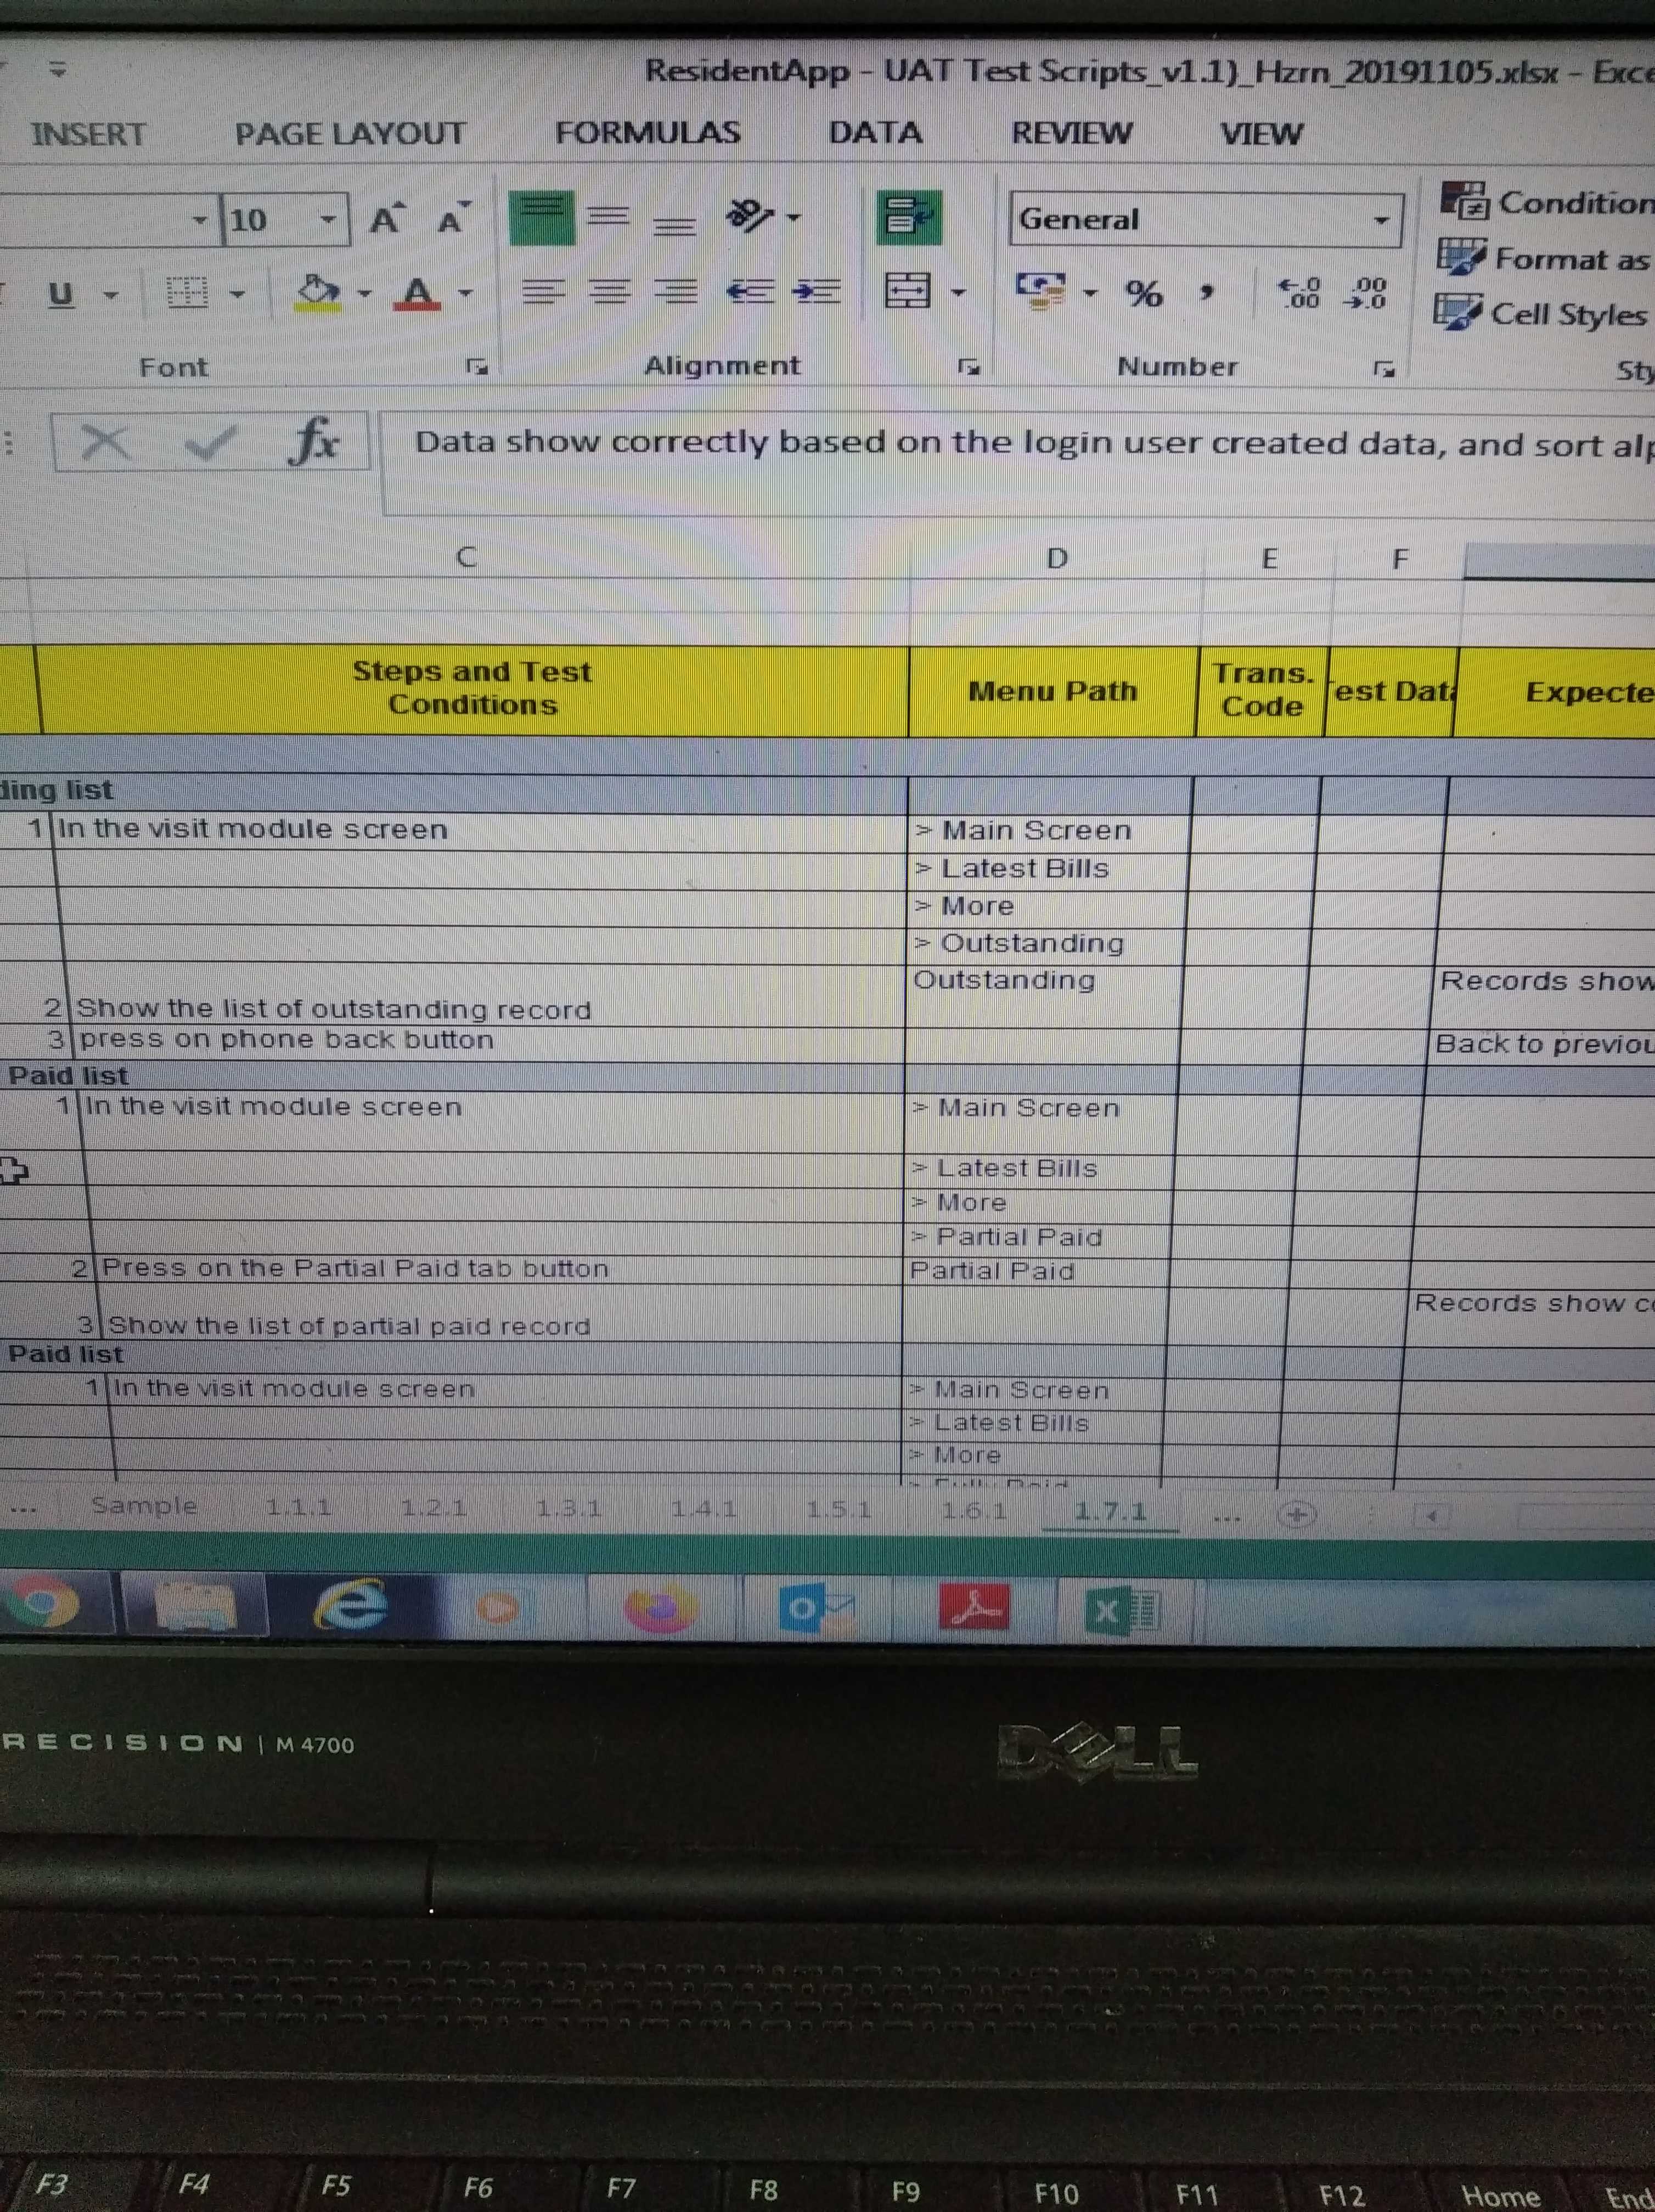 ResidentApp - UAT Test Scripts_v1.1)_Hzrn_20191105.xlsx - Exce
INSERT PAGE LAYOUT FORMULAS DATA REVIEW VIEW
10 General
Condition
Format as
Cell Styles
Font Alignment Number Sty
fx Data show correctly based on the login user created data, and sort alp
C D E F
Steps and Test
Conditions
Menu Path
Trans.
Code
est Data
Expecte
ding list
1 In the visit module screen > Main Screen
> Latest Bills
> More
> Outstanding
Outstanding Records show
2 Show the list of outstanding record
3 press on phone back button Back to previou
Paid list
1 In the visit module screen > Main Screen
> Latest Bills
> More
> Partial Paid
2 Press on the Partial Paid tab button Partial Paid
Records show co
3 Show the list of partial paid record
Paid list
1 In the visit module screen > Main Screen
> Latest Bills
> More
... Sample 1.1.1 1.2.1 1.3.1 1.4.1 1.5.1 1.6.1 1.7.1 ...
RECISION | M4700
DELL
F3 F4 F5 F6 F7 F8 F9 F10 F11 F12 Home End